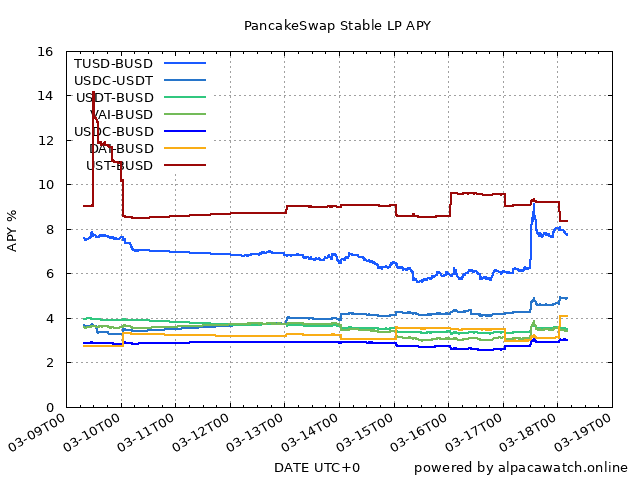 PancakeSwap Stable LP APY
APY %
16
14
12
10
8
6
4
2
0
TUSD-BUSD
USDC-USDT
USDT-BUSD
VAI-BUSD
USDC-BUSD
DAI-BUSD
UST-BUSD
03-09T00
03-10T00
03-11T00
03-12T00
03-13T00
03-14T00
03-15T00
03-16T00
03-17T00
03-18T00
03-19T00
DATE UTC+0
powered by alpacawatch.online